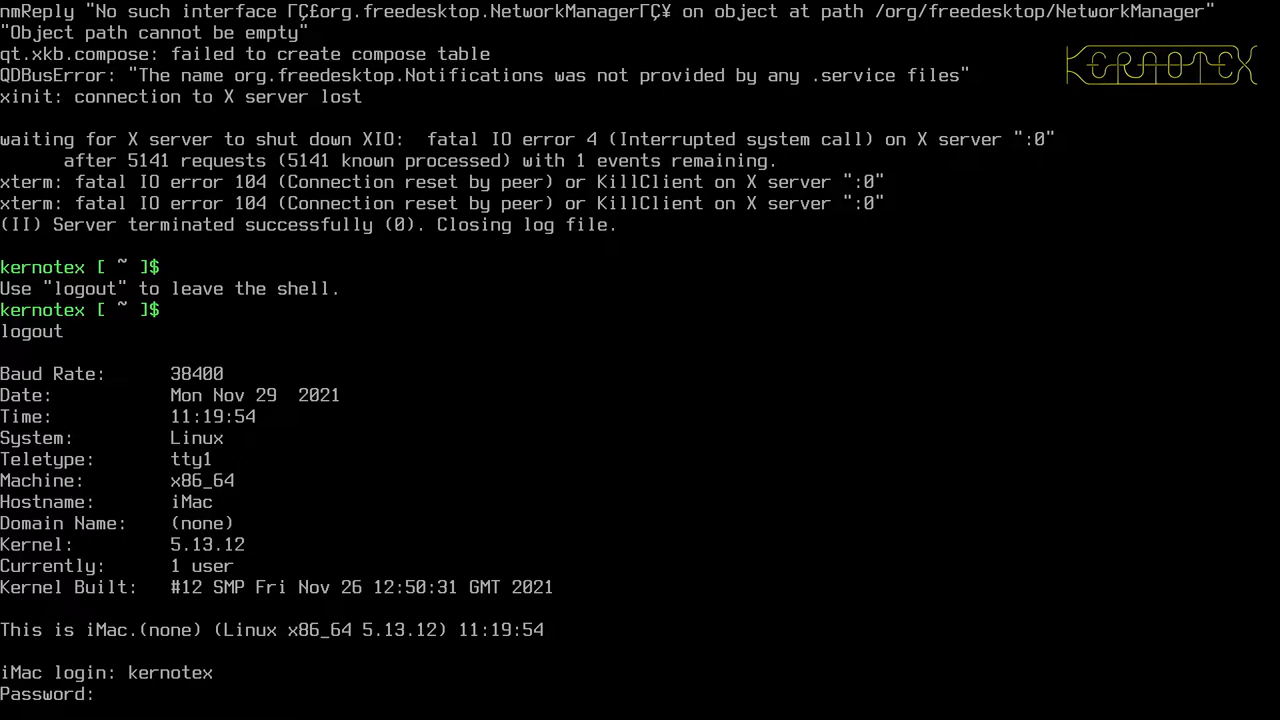 nmReply "No such interface ΓÇ£org.freedesktop.NetworkManagerΓÇ¥ on object at path /org/freedesktop/NetworkManager"
"Object path cannot be empty"
qt.xkb.compose: failed to create compose table
QDBusError: "The name org.freedesktop.Notifications was not provided by any .service files"
KERNOTEX
xinit: connection to X server lost
waiting for X server to shut down XIO:  fatal IO error 4 (Interrupted system call) on X server ":0"
      after 5141 requests (5141 known processed) with 1 events remaining.
xterm: fatal IO error 104 (Connection reset by peer) or KillClient on X server ":0"
xterm: fatal IO error 104 (Connection reset by peer) or KillClient on X server ":0"
(II) Server terminated successfully (0). Closing log file.
kernotex [ ~ ]$
Use "logout" to leave the shell.
kernotex [ ~ ]$
logout
Baud Rate:      38400
Date:           Mon Nov 29  2021
Time:           11:19:54
System:         Linux
Teletype:       tty1
Machine:        x86_64
Hostname:       iMac
Domain Name:    (none)
Kernel:         5.13.12
Currently:      1 user
Kernel Built:   #12 SMP Fri Nov 26 12:50:31 GMT 2021
This is iMac.(none) (Linux x86_64 5.13.12) 11:19:54
iMac login: kernotex
Password: